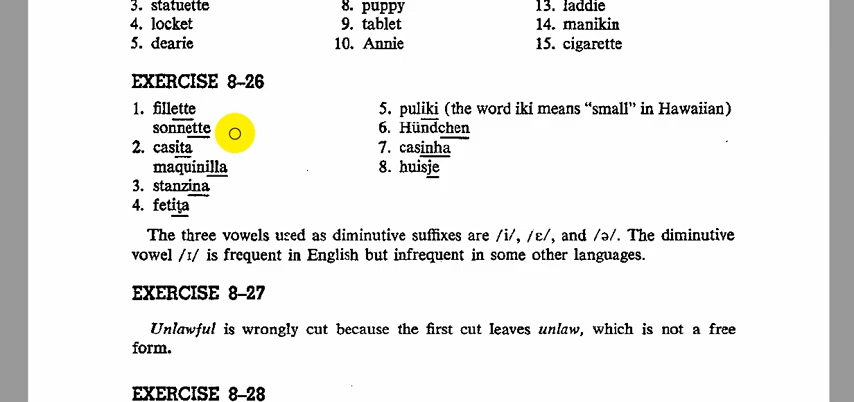 3. statuette 8. puppy 13. laddie
4. locket 9. tablet 14. manikin
5. dearie 10. Annie 15. cigarette
EXERCISE 8–26
1. fillette
sonnette
2. casita
maquinilla
3. stanzina
4. fetiţa
5. puliki (the word iki means “small” in Hawaiian)
6. Hündchen
7. casinha
8. huisje
The three vowels used as diminutive suffixes are /i/, /ɛ/, and /ə/. The diminutive
vowel /ɪ/ is frequent in English but infrequent in some other languages.
EXERCISE 8–27
Unlawful is wrongly cut because the first cut leaves unlaw, which is not a free
form.
EXERCISE 8–28